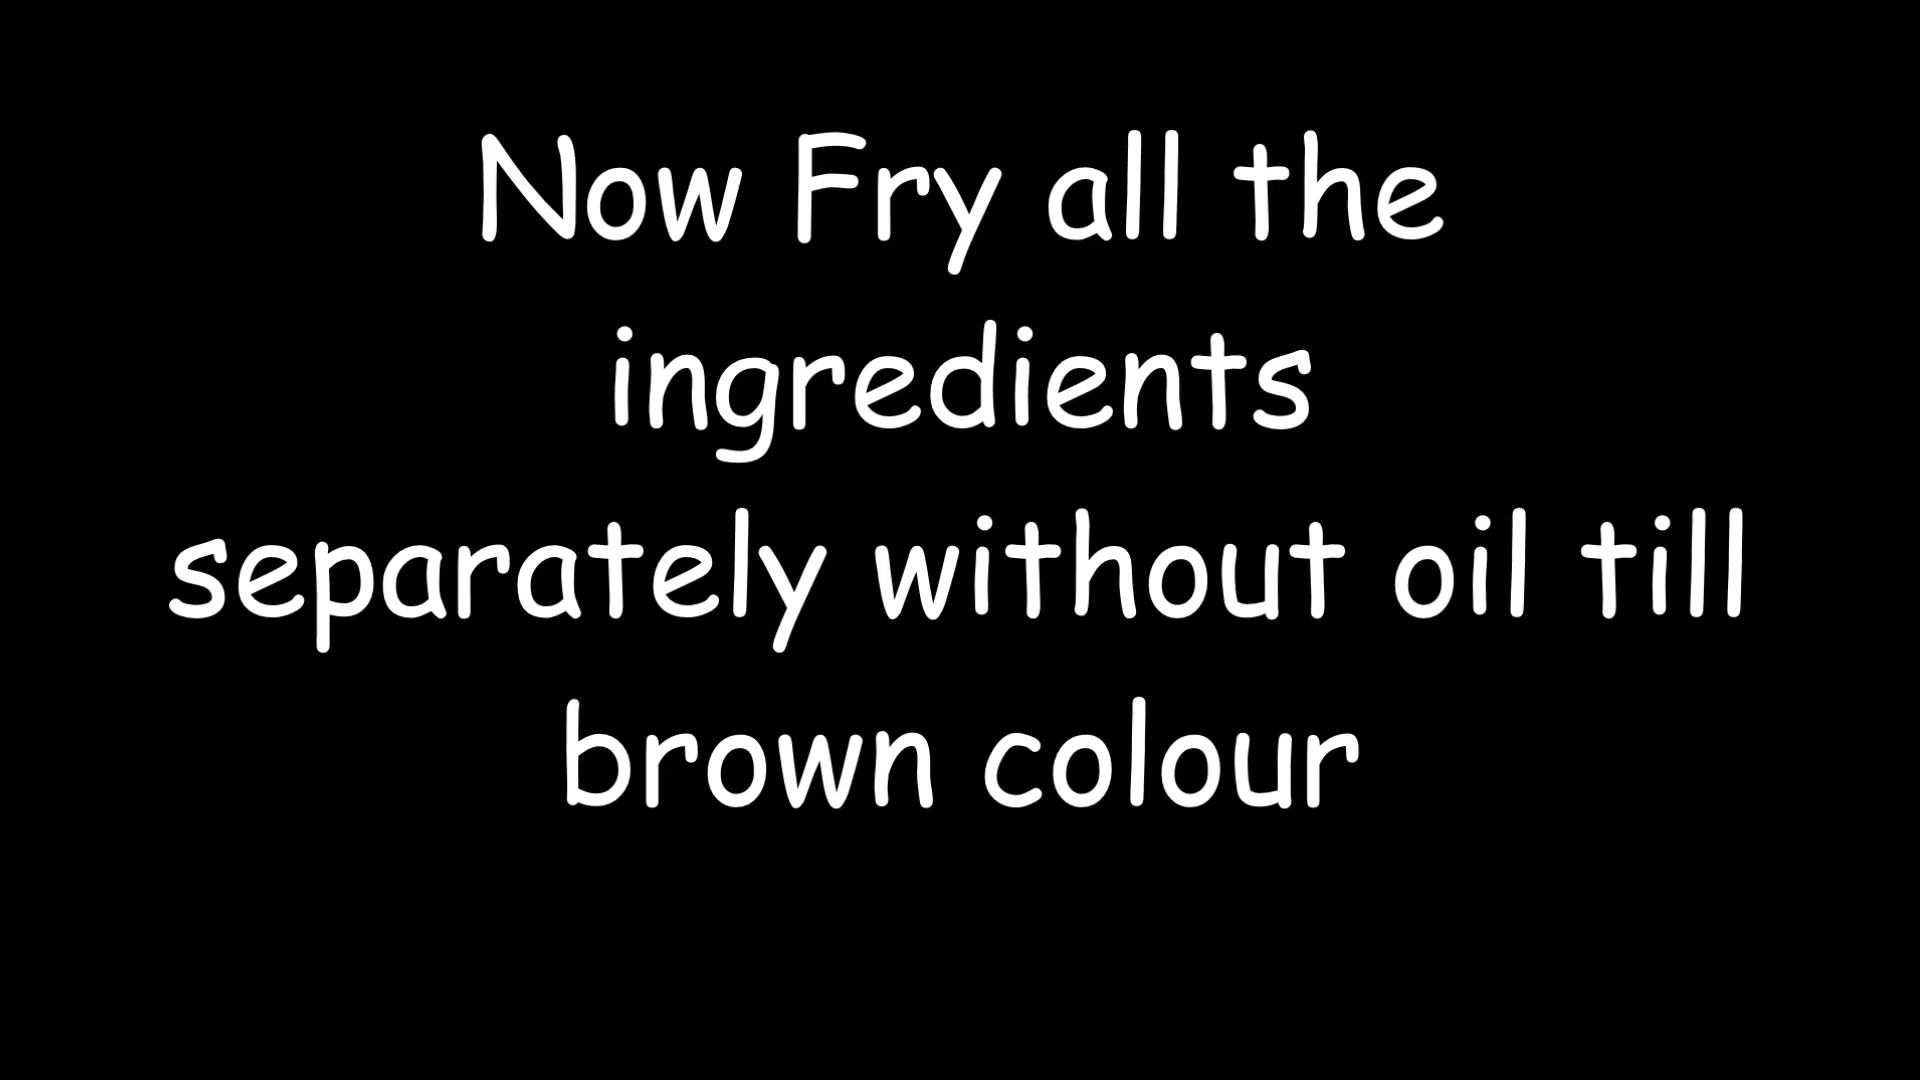 Now Fry all the
ingredients
separately without oil till
brown colour